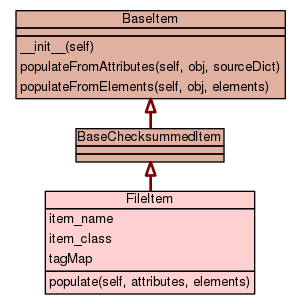 BaseItem
__init__(self)
populateFromAttributes(self, obj, sourceDict)
populateFromElements(self, obj, elements)
BaseChecksummedItem
FileItem
item_name
item_class
tagMap
populate(self, attributes, elements)